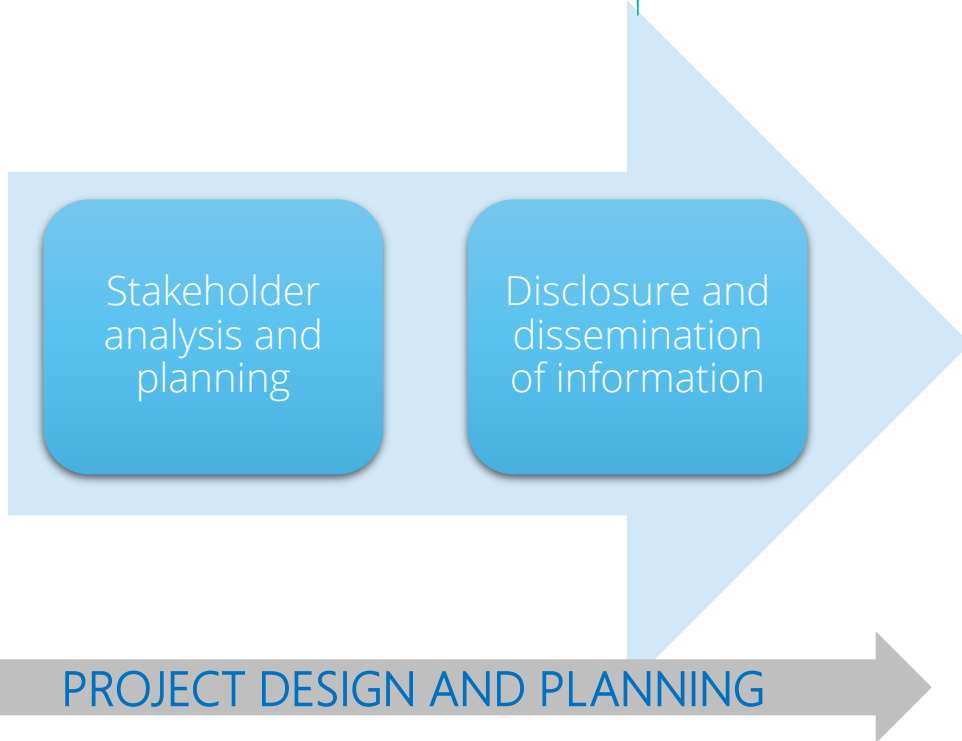 Stakeholder
analysis and
planning
Disclosure and
dissemination
of information
PROJECT DESIGN AND PLANNING